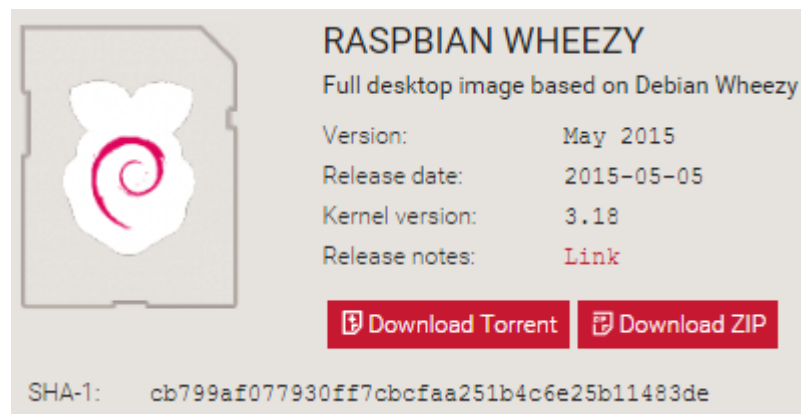 RASPBIAN WHEEZY
Full desktop image based on Debian Wheezy
Version: May 2015
Release date: 2015-05-05
Kernel version: 3.18
Release notes: Link
Download Torrent Download ZIP
SHA-1: cb799af077930ff7cbcfaa251b4c6e25b11483de